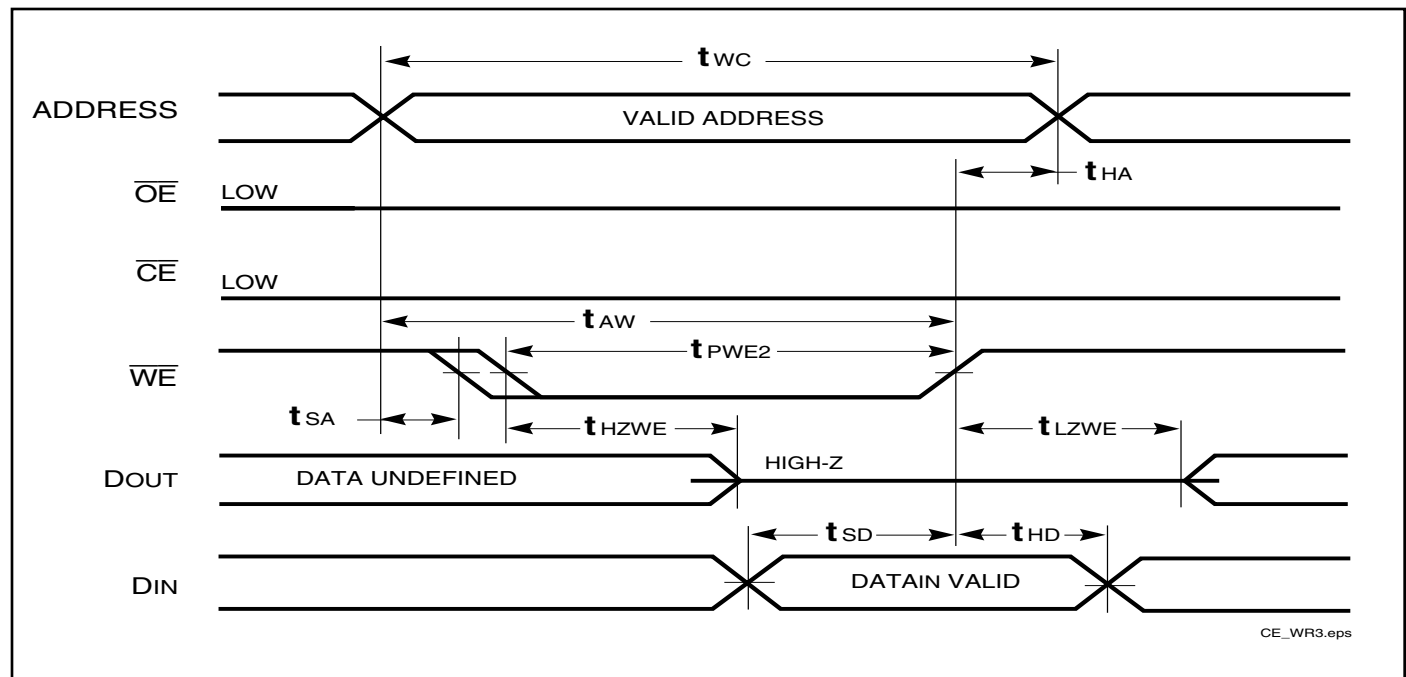 tWC
ADDRESS
VALID ADDRESS
tHA
OE
LOW
CE
LOW
tAW
tPWE2
WE
tSA
tHZWE
tLZWE
HIGH-Z
DOUT
DATA UNDEFINED
tSD
tHD
DIN
DATAIN VALID
CE_WR3.eps